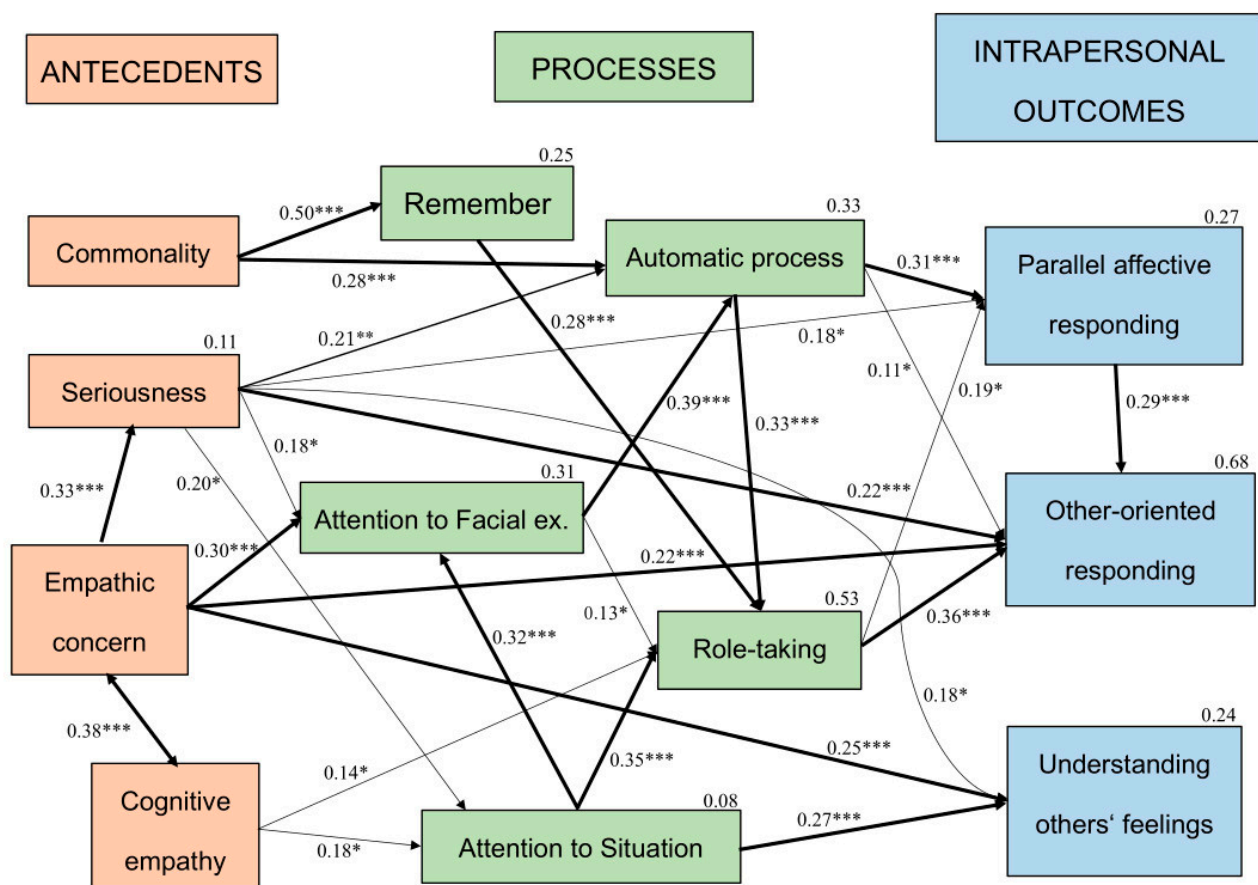 ANTECEDENTS
PROCESSES
INTRAPERSONAL
OUTCOMES
0.25
Remember
0.50***
0.33
0.27
Commonality
Automatic process
Parallel affective
responding
0.28***
0.31***
0.11
0.21**
0.28***
0.18*
Seriousness
0.11*
0.19*
0.39***
0.29***
0.33***
0.18*
0.20*
0.31
0.68
0.33***
0.22***
Attention to Facial ex.
Other-oriented
responding
0.30***
0.22***
Empathic
concern
0.13*
0.53
0.36***
0.32***
Role-taking
0.18*
0.24
0.38***
0.25***
0.35***
Understanding
others‘ feelings
0.14*
Cognitive
empathy
0.08
0.27***
Attention to Situation
0.18*